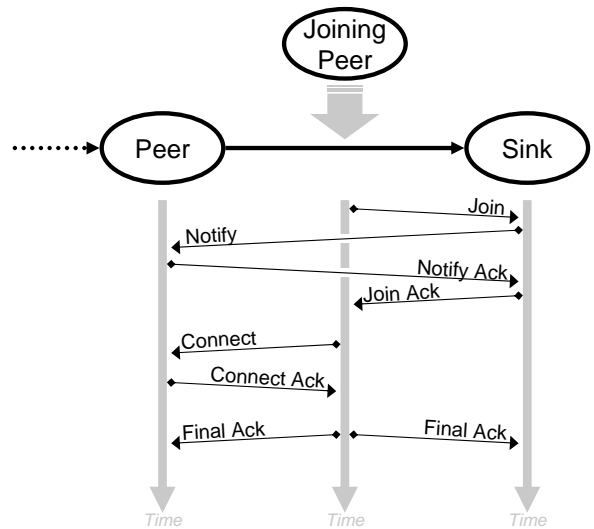 Joining
Peer
Peer
Sink
Join
Notify
Notify Ack
Join Ack
Connect
Connect Ack
Final Ack
Final Ack
Time
Time
Time